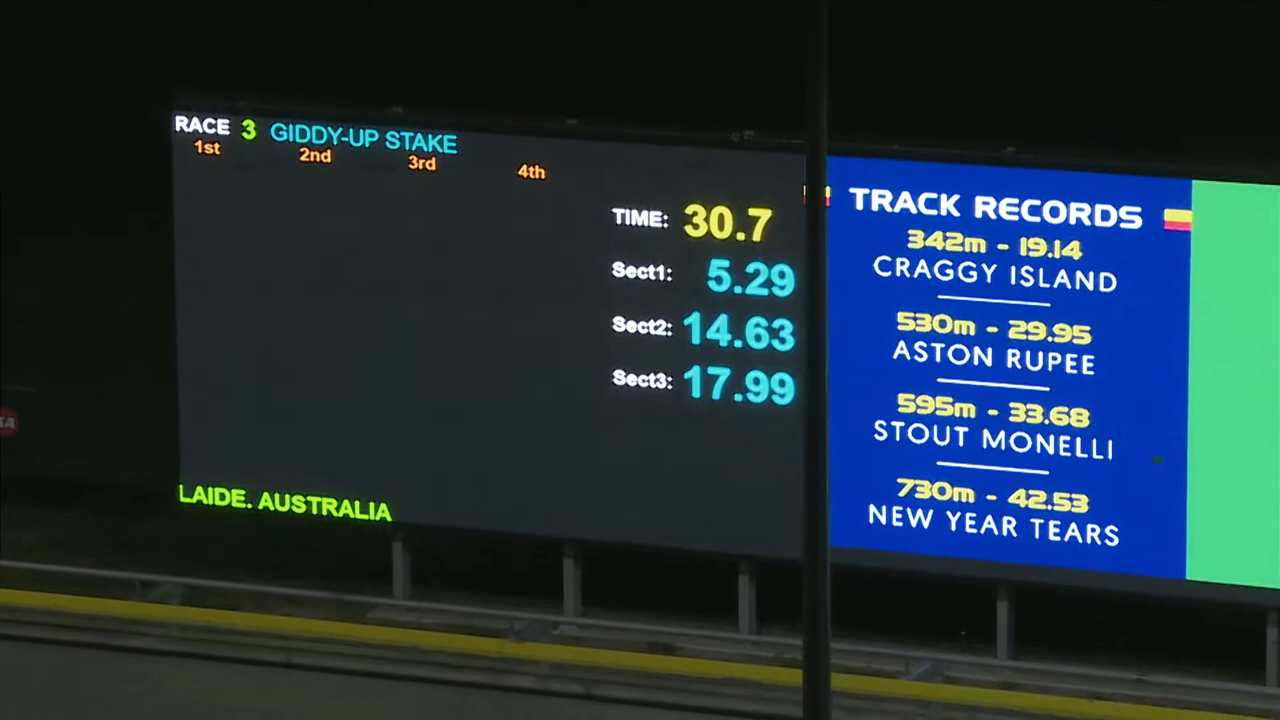 RACE 3 GIDDY-UP STAKE
1st 2nd 3rd 4th
TIME: 30.7
Sect1: 5.29
Sect2: 14.63
Sect3: 17.99
LAIDE. AUSTRALIA
TRACK RECORDS
342m - 19.14
CRAGGY ISLAND
530m - 29.95
ASTON RUPEE
595m - 33.68
STOUT MONELLI
730m - 42.53
NEW YEAR TEARS